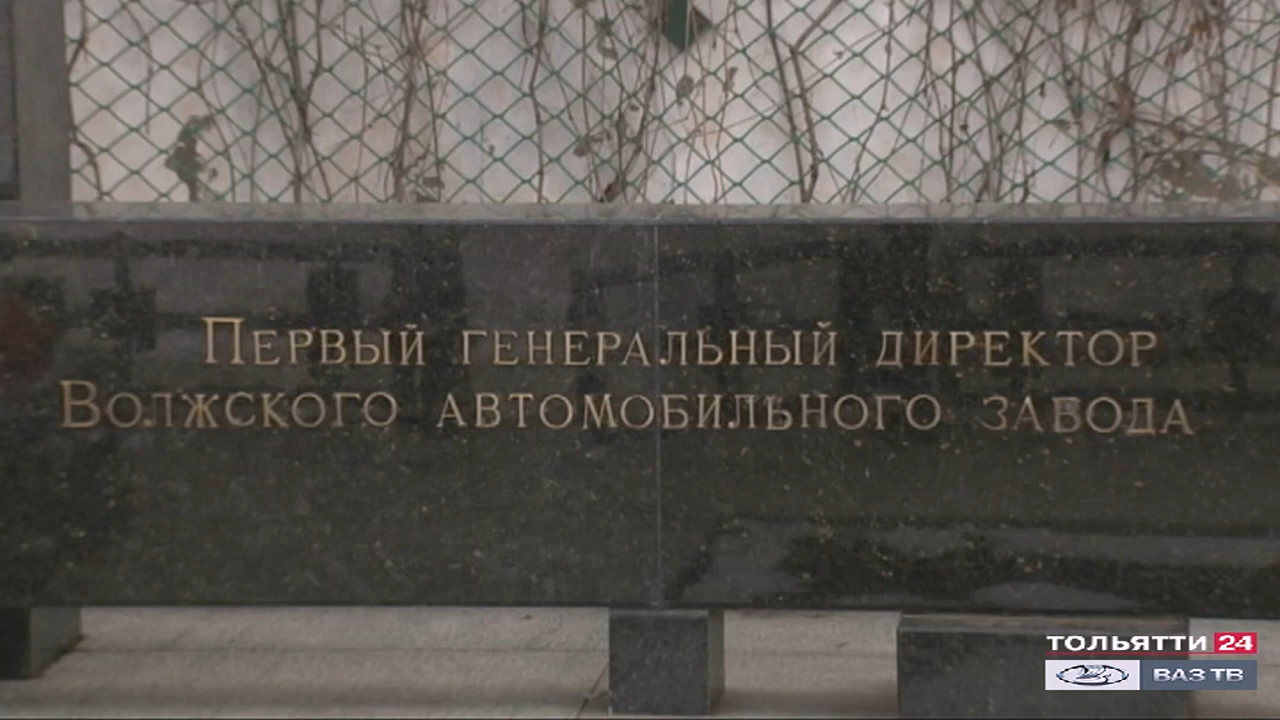 Первый генеральный директор
Волжского автомобильного завода
ТОЛЬЯТТИ 24
ВАЗ ТВ